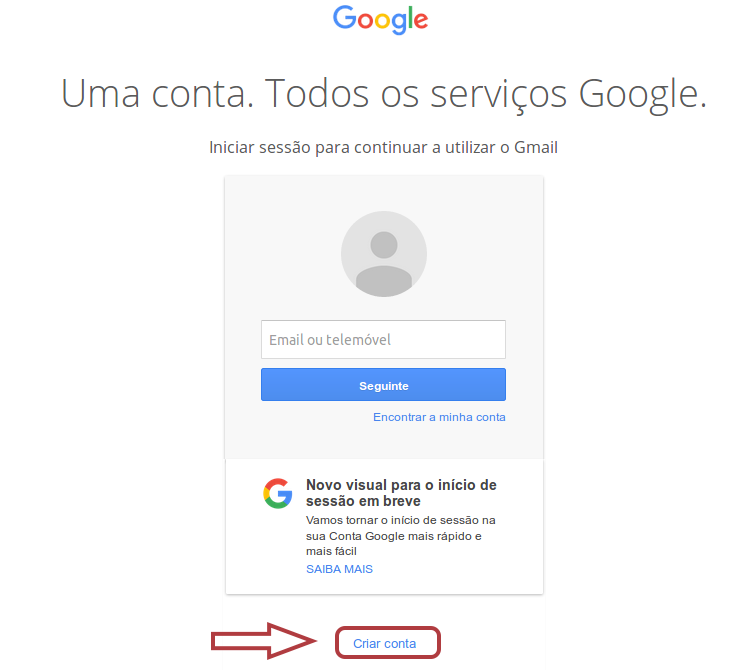 Google
Uma conta. Todos os serviços Google.
Iniciar sessão para continuar a utilizar o Gmail
Email ou telemóvel
Seguinte
Encontrar a minha conta
G
Novo visual para o início de
sessão em breve
Vamos tornar o início de sessão na
sua Conta Google mais rápido e
mais fácil
SAIBA MAIS
Criar conta